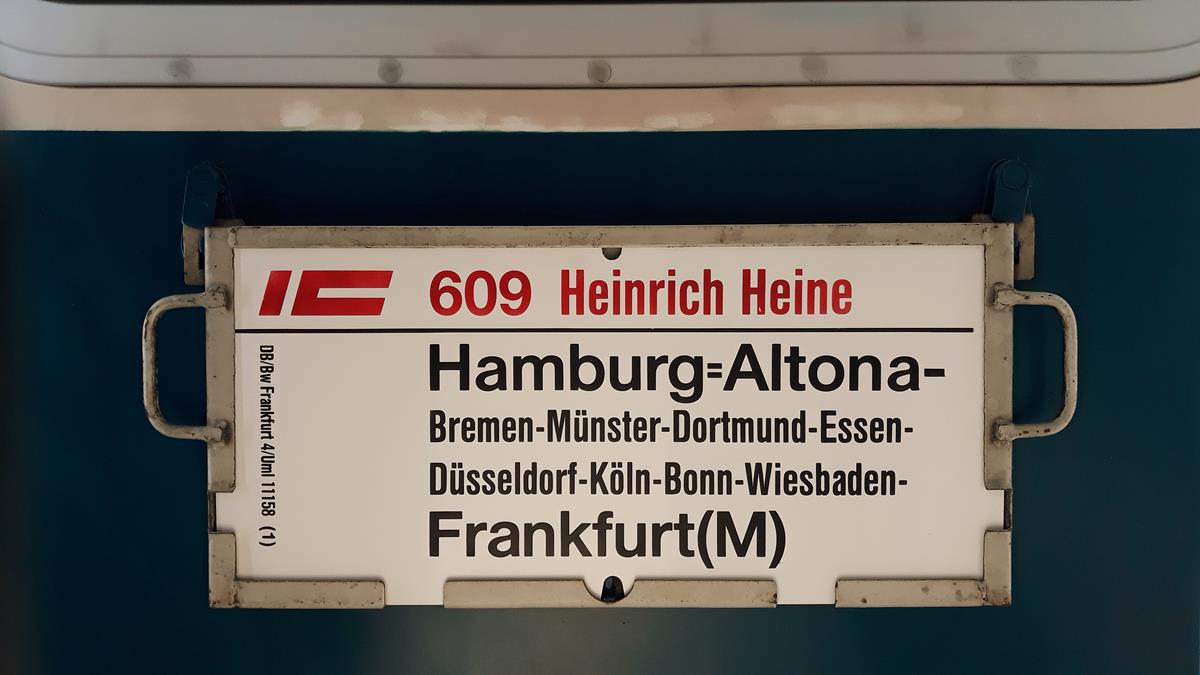 IC 609 Heinrich Heine
Hamburg=Altona-
Bremen-Münster-Dortmund-Essen-
Düsseldorf-Köln-Bonn-Wiesbaden-
Frankfurt(M)
DB/Bw Frankfurt 4/Uml 11158 (1)